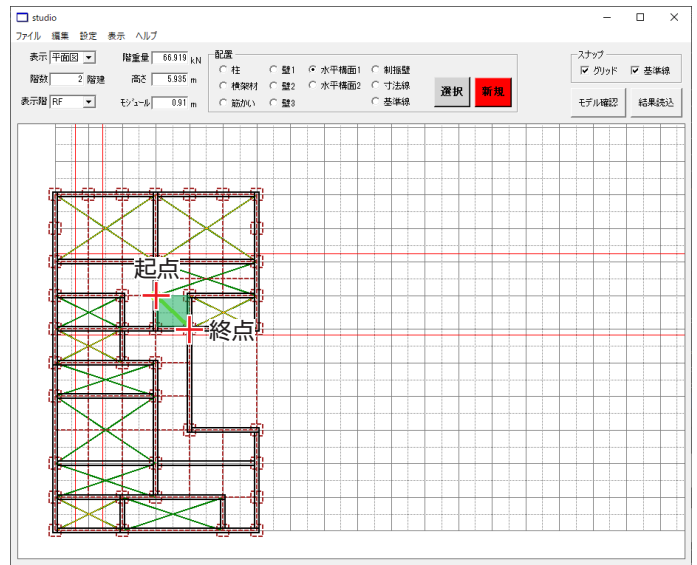 studio
ファイル 編集 設定 表示 ヘルプ
表示 平面図
階重量 66.919 kN
配置
柱 壁1 水平構面1 制振壁
スナップ
グリッド 基準線
階数 2 階建
高さ 5.935 m
横架材 壁2 水平構面2 寸法線
選択 新規
表示階 RF
モジュール 0.91 m
筋かい 壁3 基準線
モデル確認 結果読込
起点
終点